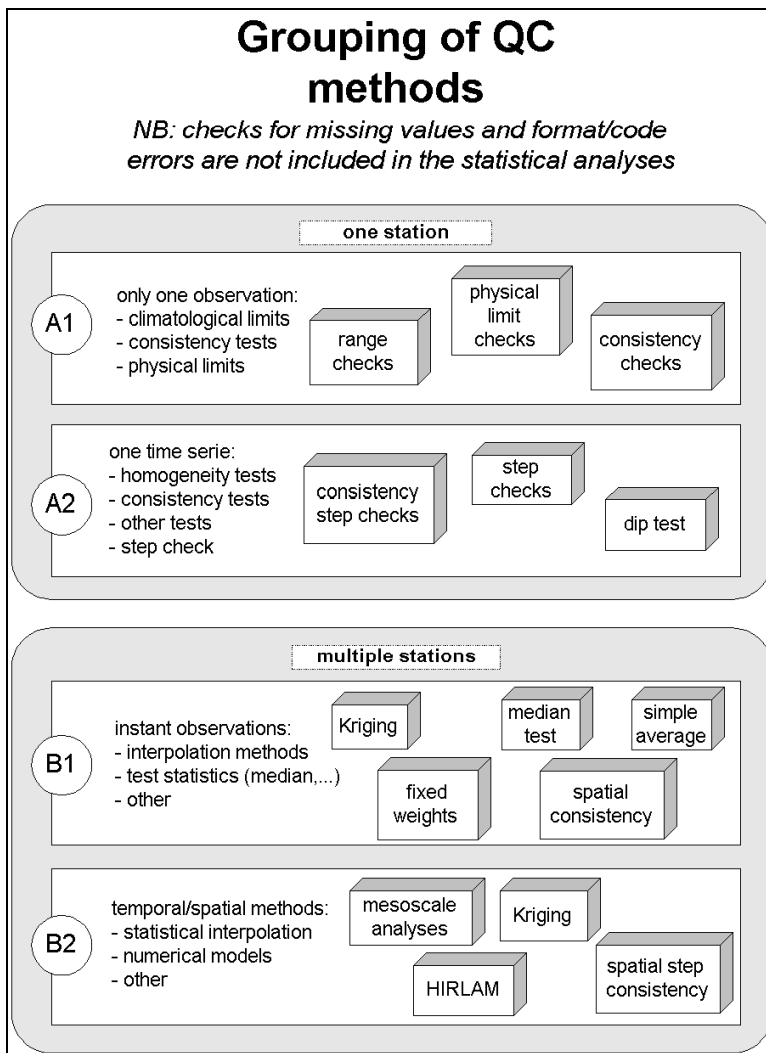 Grouping of QC
methods
NB: checks for missing values and format/code
errors are not included in the statistical analyses
one station
A1
only one observation:
- climatological limits
- consistency tests
- physical limits
range
checks
physical
limit
checks
consistency
checks
A2
one time serie:
- homogeneity tests
- consistency tests
- other tests
- step check
consistency
step checks
step
checks
dip test
multiple stations
B1
instant observations:
- interpolation methods
- test statistics (median,...)
- other
Kriging
median
test
simple
average
fixed
weights
spatial
consistency
B2
temporal/spatial methods:
- statistical interpolation
- numerical models
- other
mesoscale
analyses
Kriging
HIRLAM
spatial step
consistency